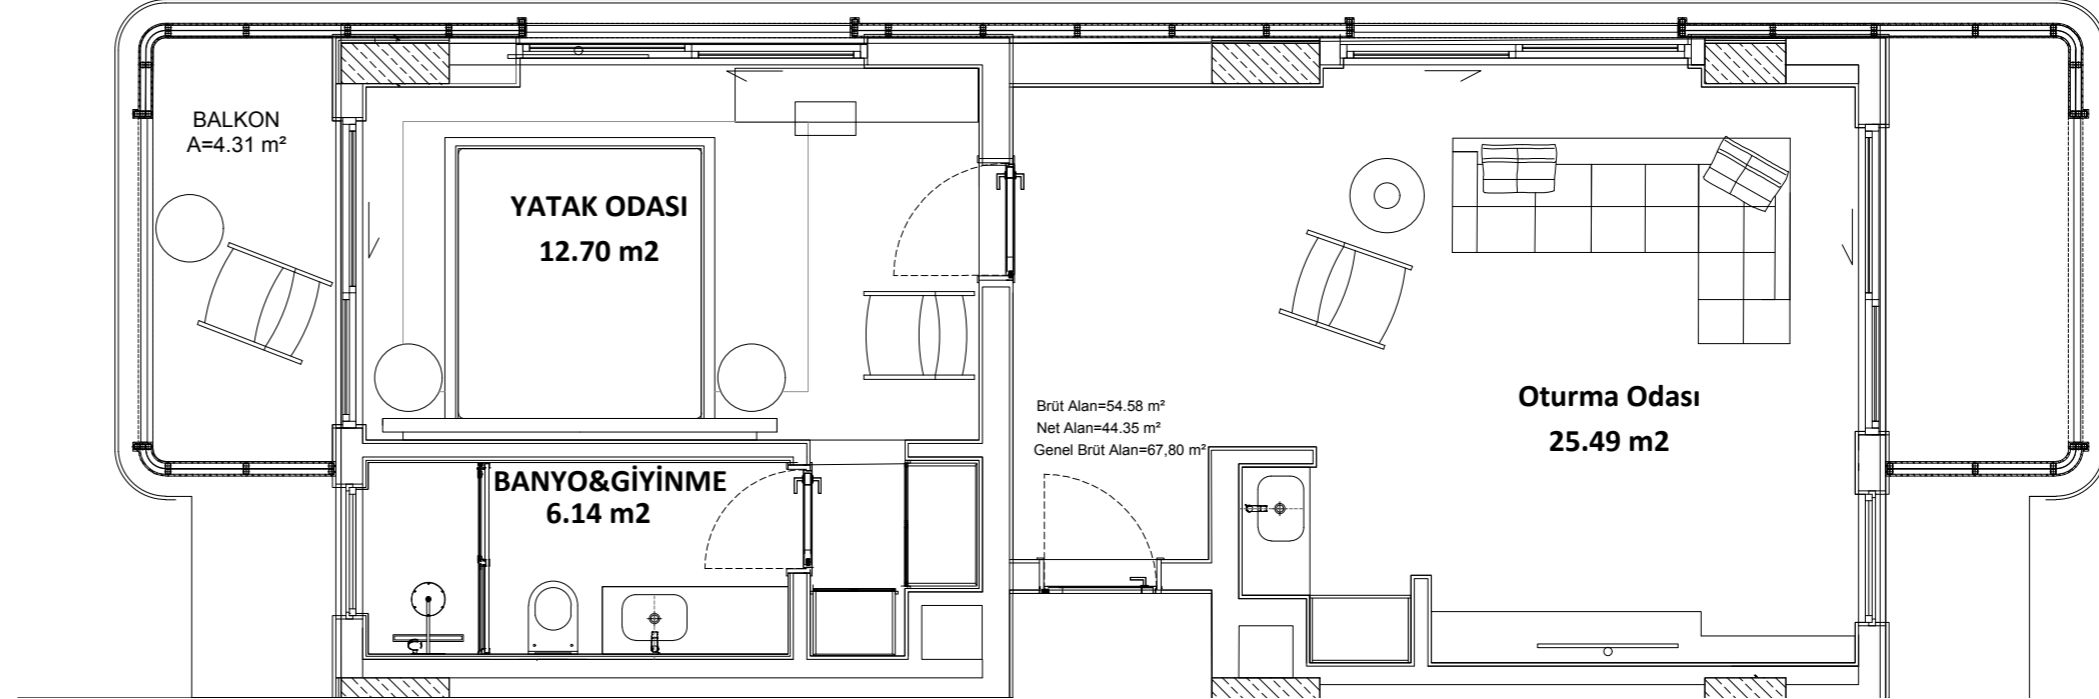 BALKON
A=4.31 m²
YATAK ODASI
12.70 m2
Brüt Alan=54.58 m²
Net Alan=44.35 m²
Genel Brüt Alan=67,80 m²
Oturma Odası
25.49 m2
BANYO&GİYİNME
6.14 m2